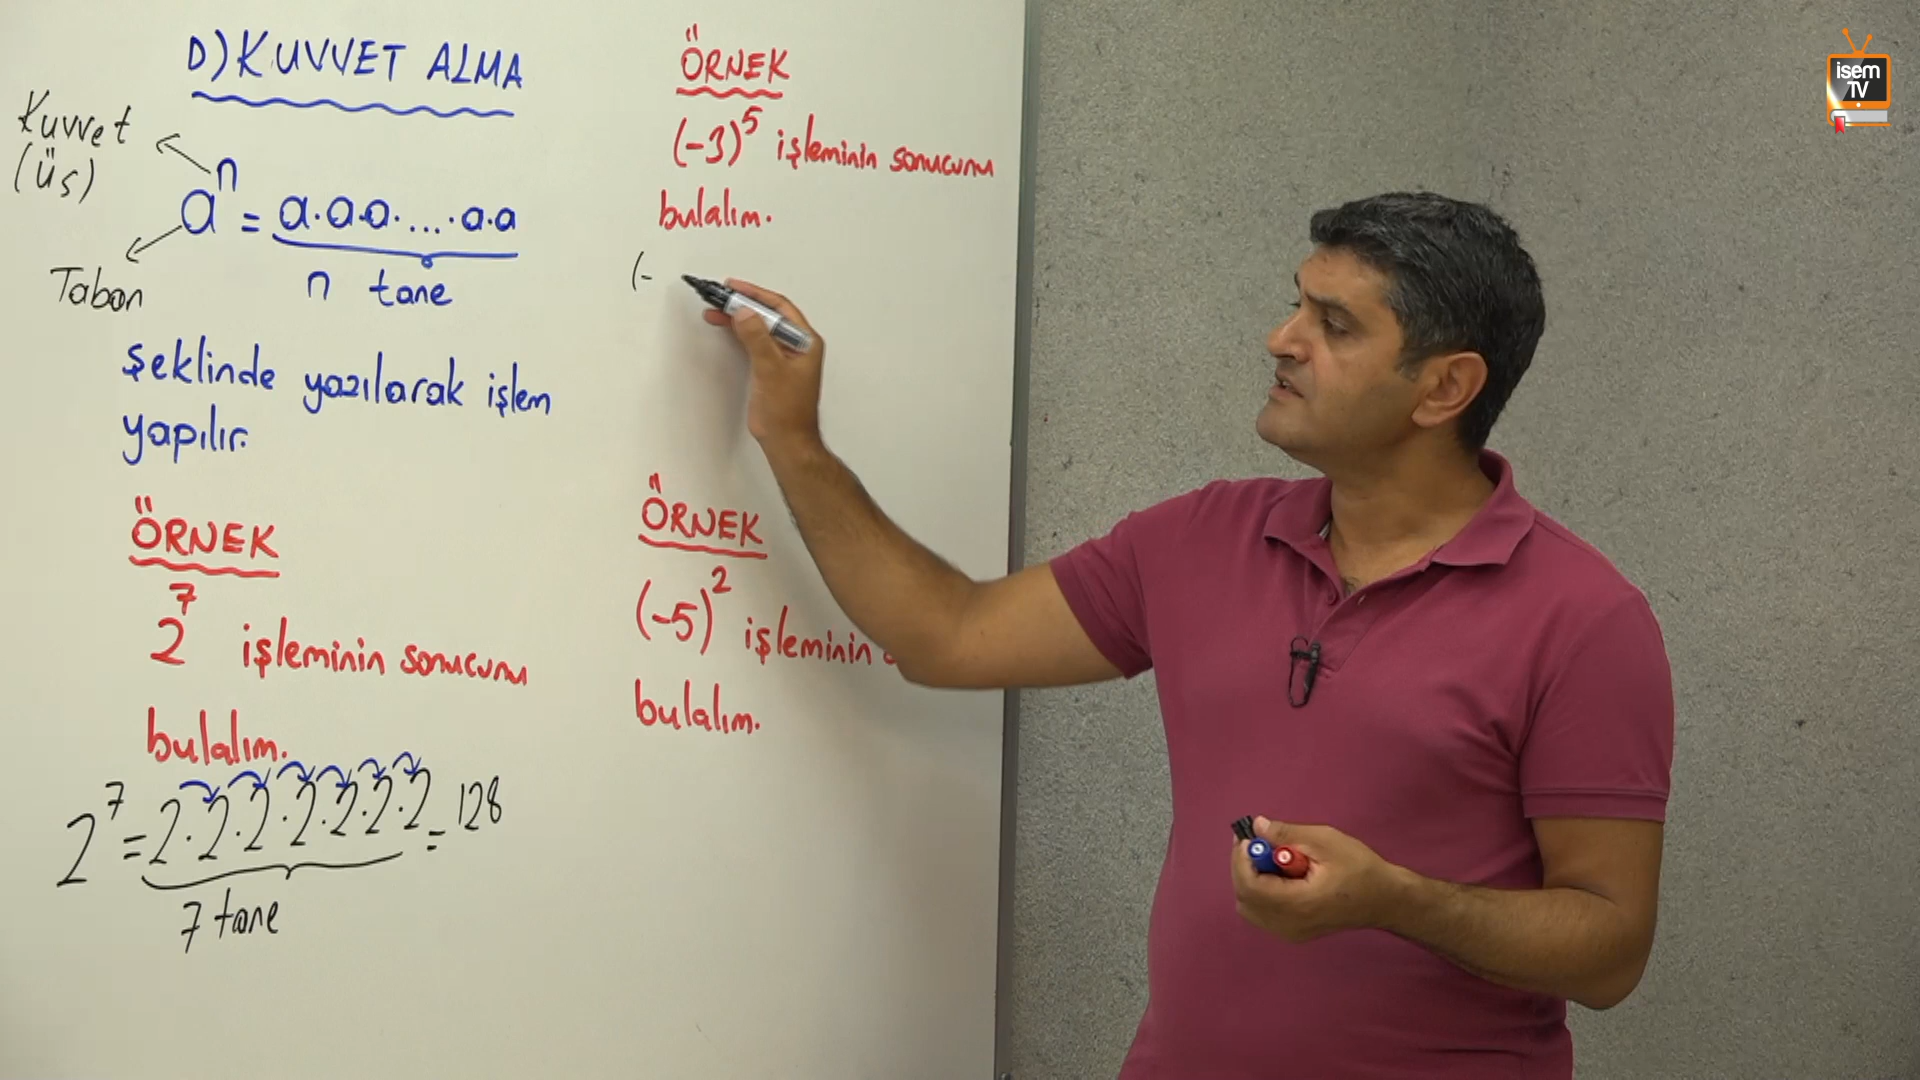 D) KUVVET ALMA
Kuvvet
(üs)
aⁿ = a.a.a. ... .a.a
Taban
n tane
şeklinde yazılarak işlem
yapılır.
ÖRNEK
2⁷ işleminin sonucunu
bulalım.
2⁷ = 2.2.2.2.2.2.2 = 128
7 tane
ÖRNEK
(-3)⁵ işleminin sonucunu
bulalım.
(-
ÖRNEK
(-5)² işleminin
bulalım.
isem
TV